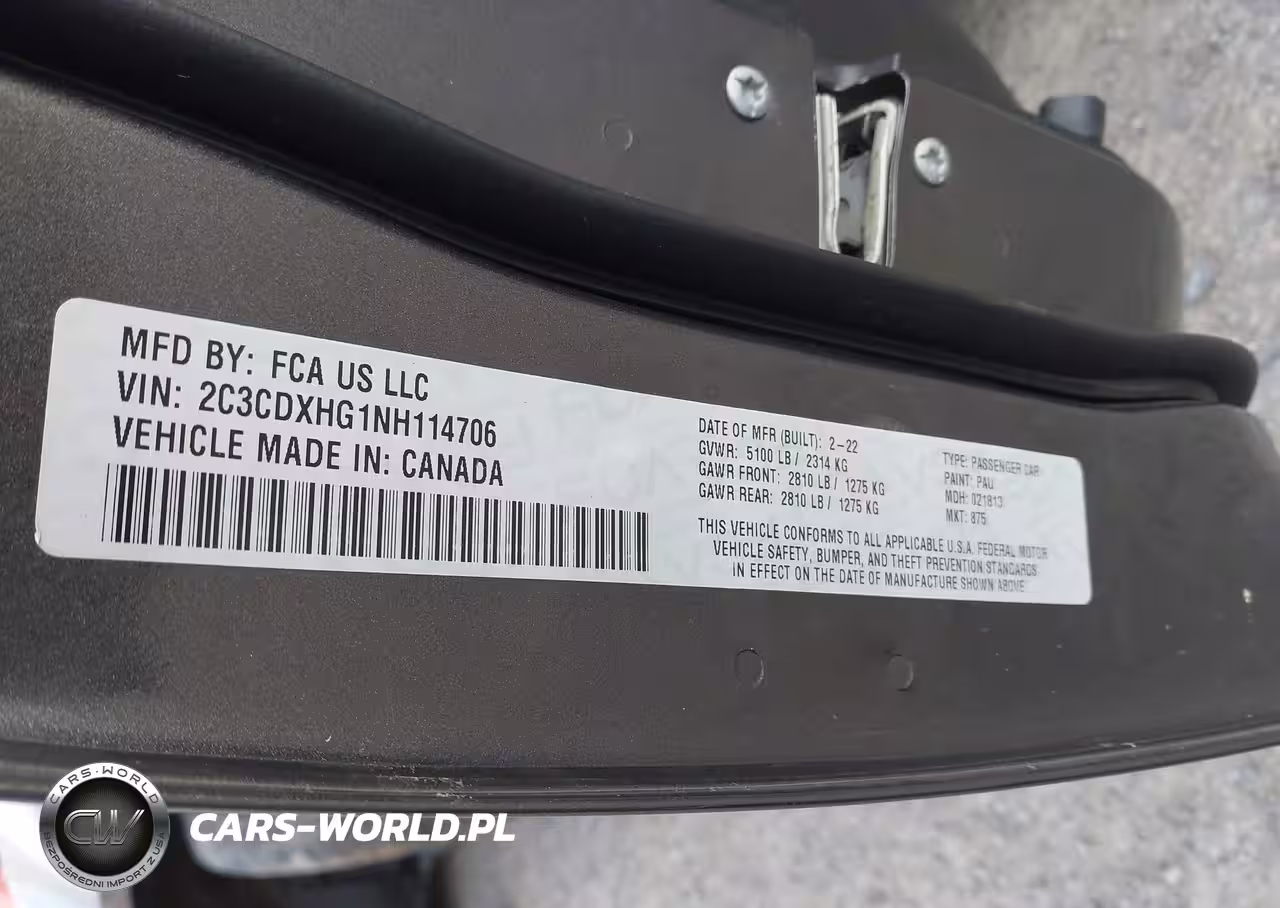 MFD BY: FCA US LLC
VIN: 2C3CDXHG1NH114706
VEHICLE MADE IN: CANADA
DATE OF MFR (BUILT): 2-22
GVWR: 5100 LB / 2314 KG
GAWR FRONT: 2810 LB / 1275 KG
GAWR REAR: 2810 LB / 1275 KG
TYPE: PASSENGER CAR
PAINT: PAU
MDH: 021813
MKT: 875
THIS VEHICLE CONFORMS TO ALL APPLICABLE U.S.A. FEDERAL MOTOR
VEHICLE SAFETY, BUMPER, AND THEFT PREVENTION STANDARDS
IN EFFECT ON THE DATE OF MANUFACTURE SHOWN ABOVE
CARS-WORLD
CW
BEZPOŚREDNI IMPORT Z USA
CARS-WORLD.PL